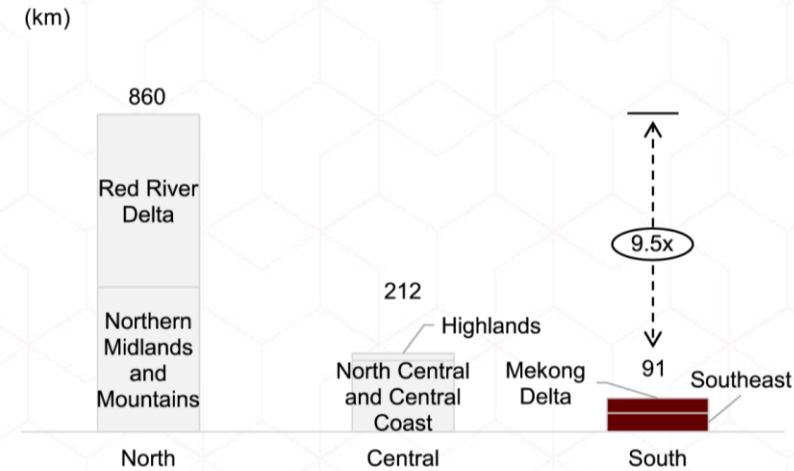 (km)
860
Red River
Delta
Northern
Midlands
and
Mountains
North
212
Highlands
North Central
and Central
Coast
Central
9.5x
91
Mekong
Delta
Southeast
South